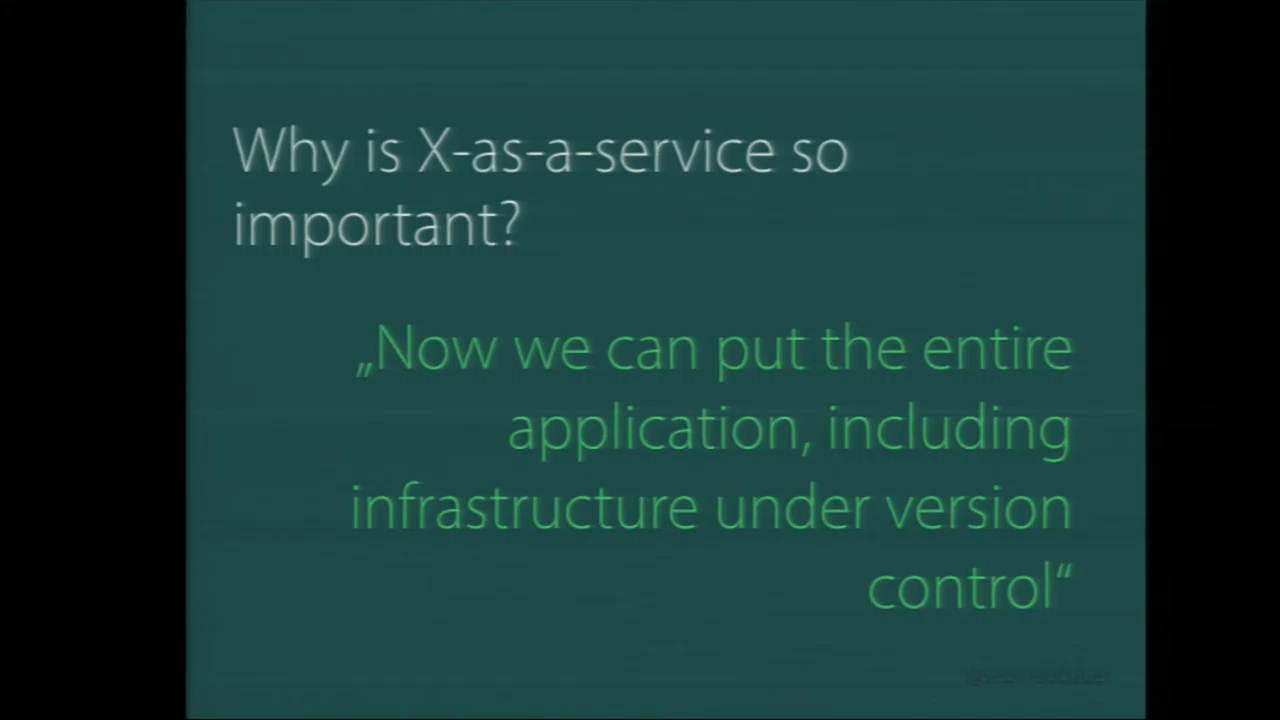 Why is X-as-a-service so
important?
„Now we can put the entire
application, including
infrastructure under version
control“